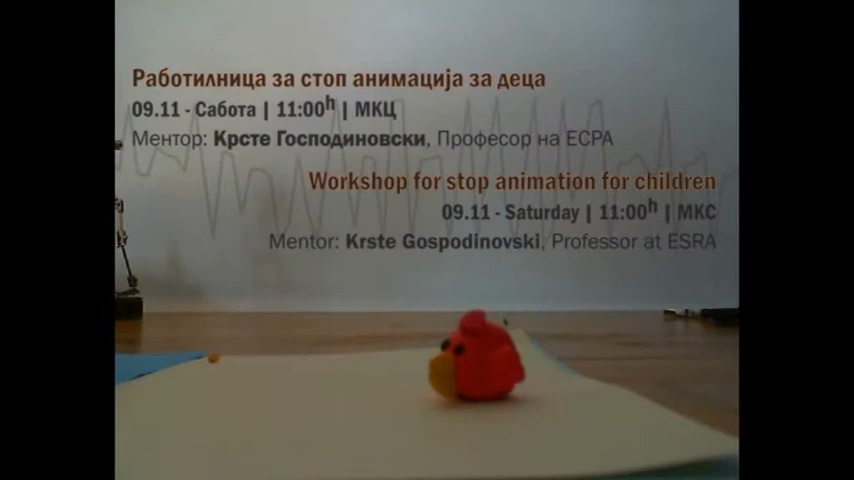 Работилница за стоп анимација за деца
09.11 - Сабота | 11:00h | МКЦ
Ментор: Крсте Господиновски, Професор на ЕСРА
Workshop for stop animation for children
09.11 - Saturday | 11:00h | МКС
Mentor: Krste Gospodinovski, Professor at ESRA